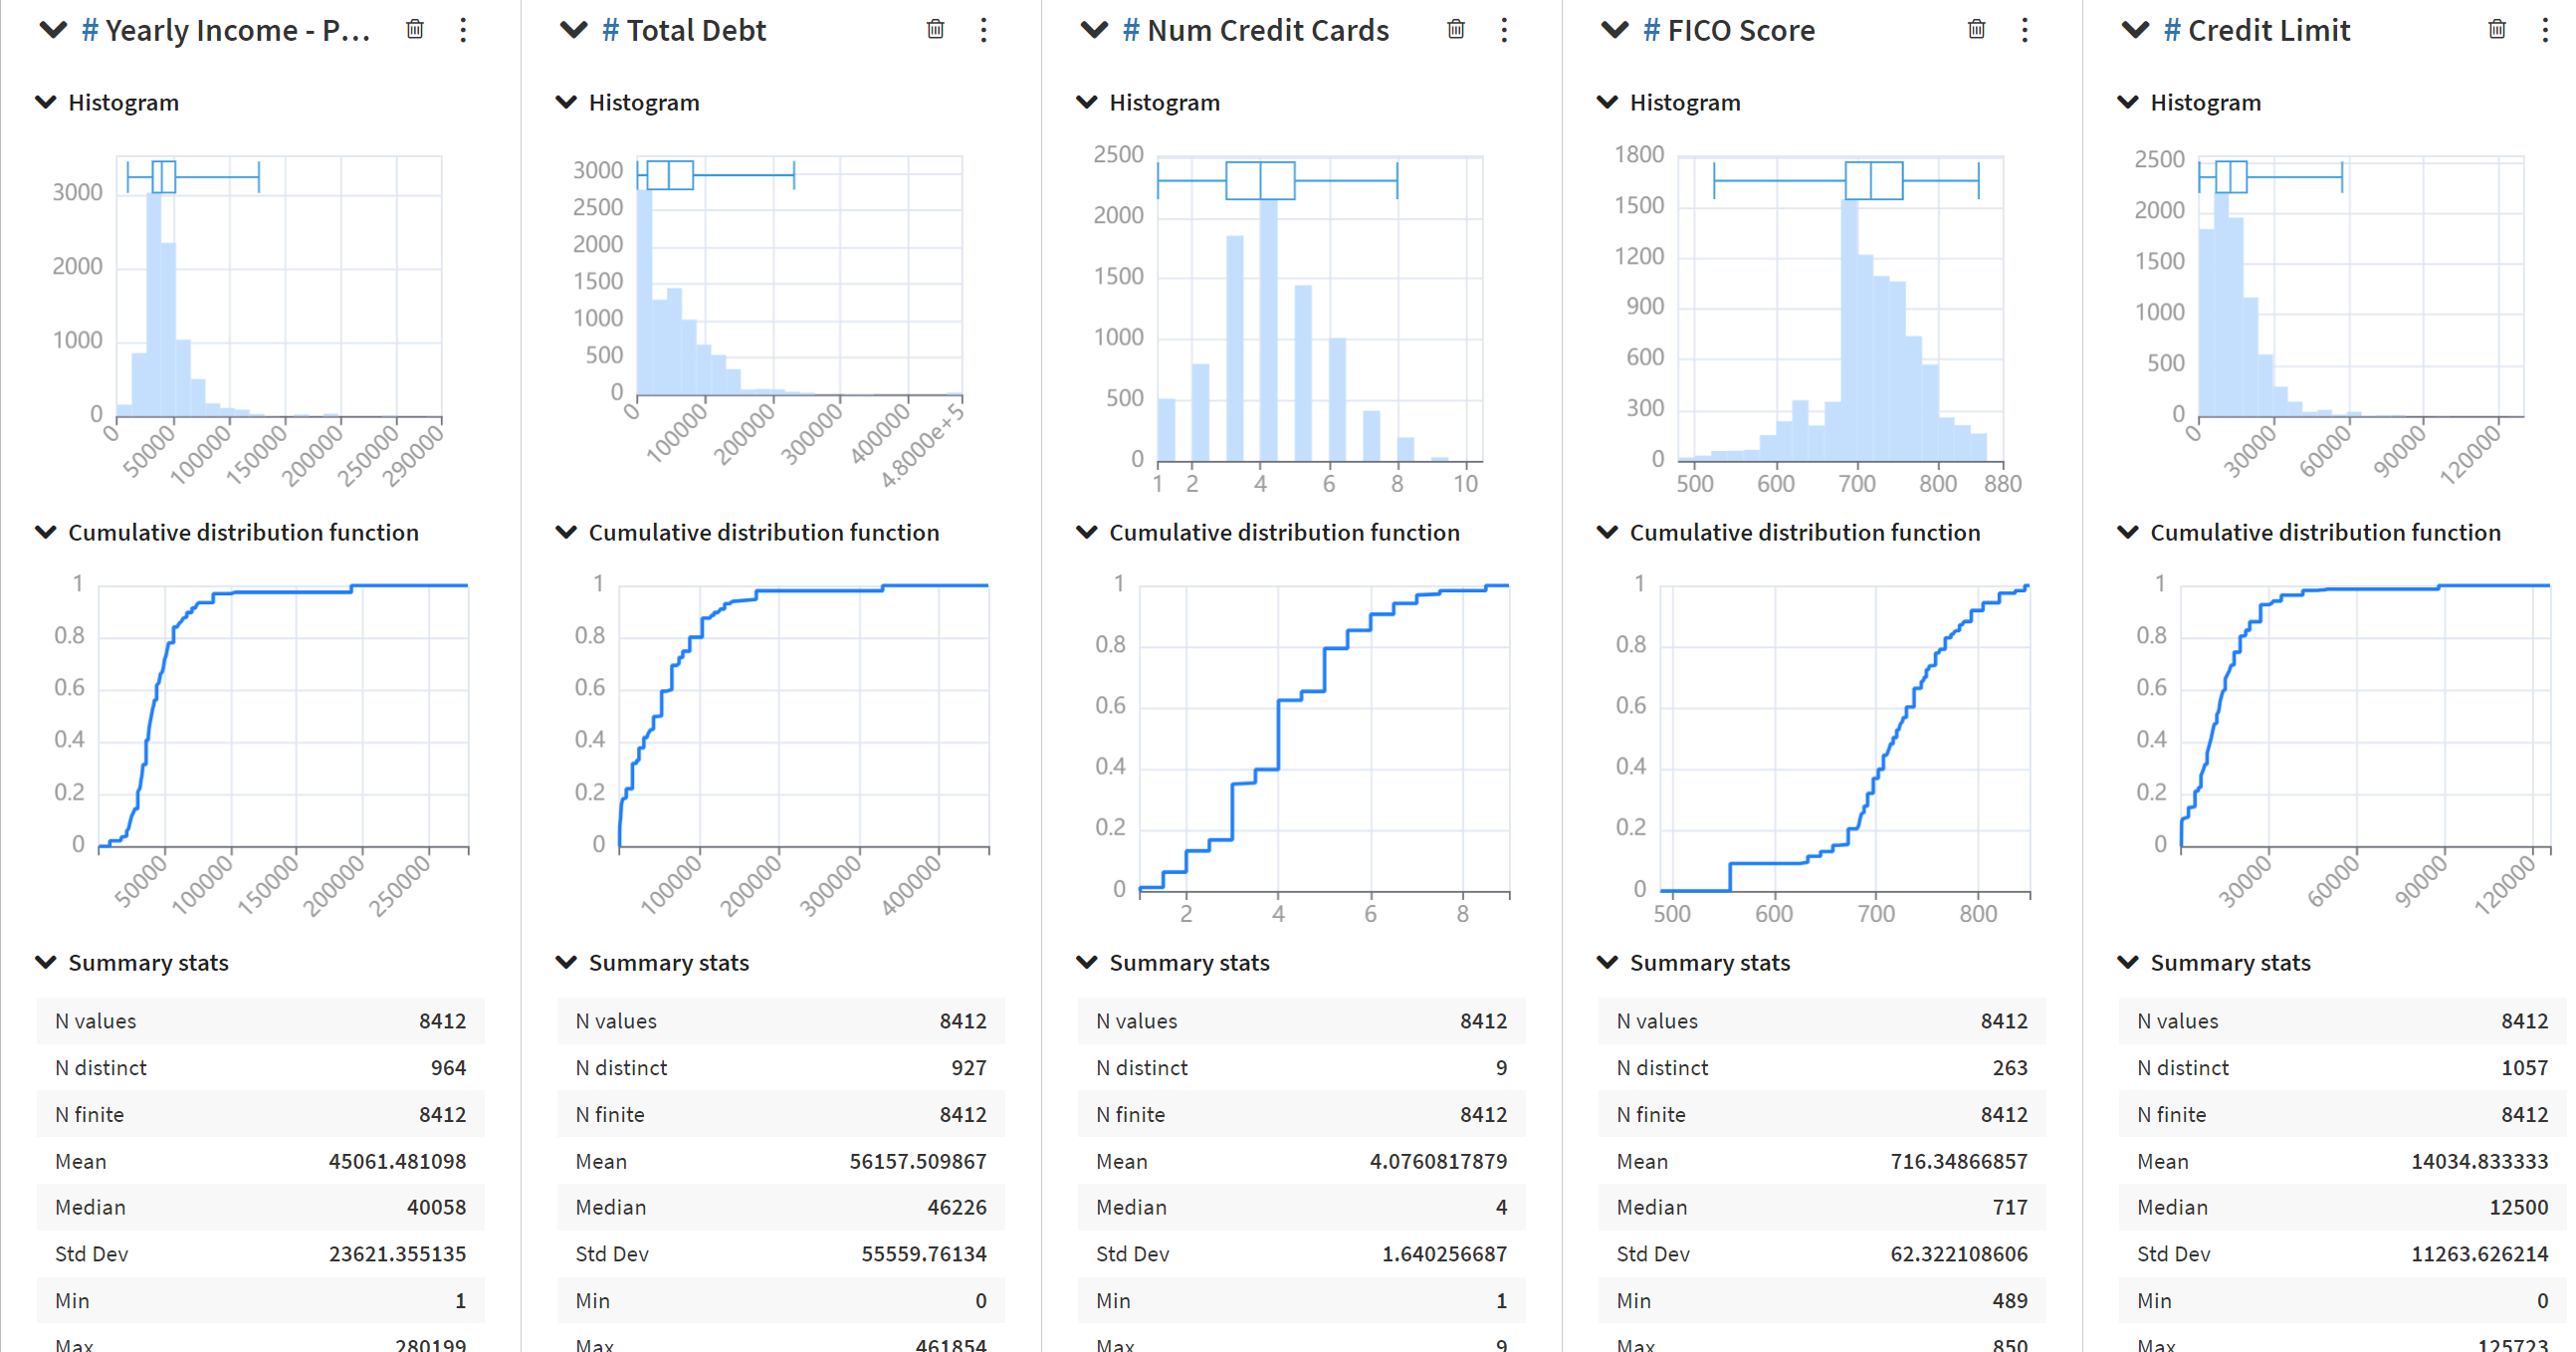 # Yearly Income - P...
Histogram
3000
2000
1000
0
0 50000 100000 150000 200000 250000 290000
Cumulative distribution function
1
0.8
0.6
0.4
0.2
0
50000 100000 150000 200000 250000
Summary stats
N values 8412
N distinct 964
N finite 8412
Mean 45061.481098
Median 40058
Std Dev 23621.355135
Min 1
Max 280199
# Total Debt
Histogram
3000
2500
2000
1500
1000
500
0
0 100000 200000 300000 400000 4.8000e+5
Cumulative distribution function
1
0.8
0.6
0.4
0.2
0
100000 200000 300000 400000
Summary stats
N values 8412
N distinct 927
N finite 8412
Mean 56157.509867
Median 46226
Std Dev 55559.76134
Min 0
Max 461854
# Num Credit Cards
Histogram
2500
2000
1500
1000
500
0
1 2 4 6 8 10
Cumulative distribution function
1
0.8
0.6
0.4
0.2
0
2 4 6 8
Summary stats
N values 8412
N distinct 9
N finite 8412
Mean 4.0760817879
Median 4
Std Dev 1.640256687
Min 1
Max 9
# FICO Score
Histogram
1800
1500
1200
900
600
300
0
500 600 700 800 880
Cumulative distribution function
1
0.8
0.6
0.4
0.2
0
500 600 700 800
Summary stats
N values 8412
N distinct 263
N finite 8412
Mean 716.34866857
Median 717
Std Dev 62.322108606
Min 489
Max 850
# Credit Limit
Histogram
2500
2000
1500
1000
500
0
0 30000 60000 90000 120000
Cumulative distribution function
1
0.8
0.6
0.4
0.2
0
30000 60000 90000 120000
Summary stats
N values 8412
N distinct 1057
N finite 8412
Mean 14034.833333
Median 12500
Std Dev 11263.626214
Min 0
Max 125723